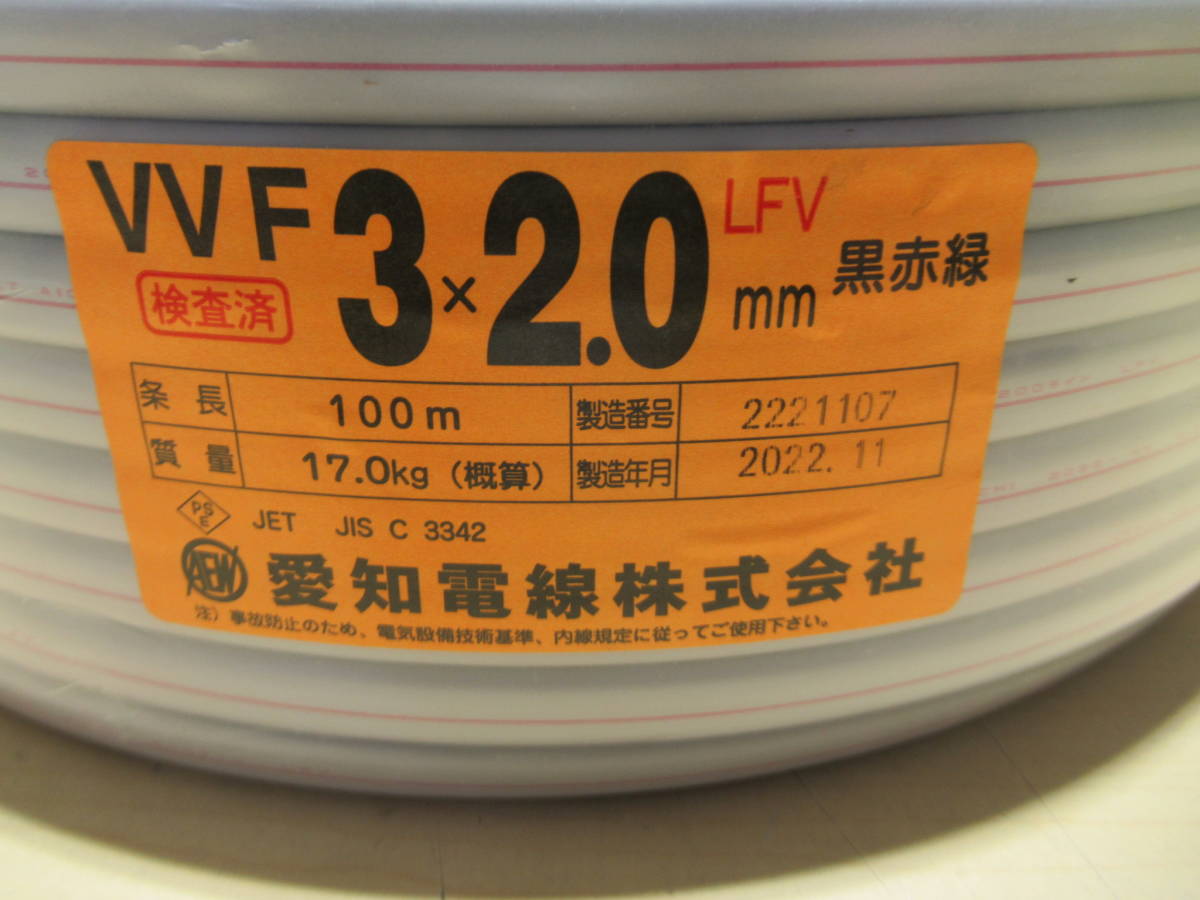 VVF 3×2.0mm LFV 黒赤緑
検査済
条長 100m 製造番号 2221107
質量 17.0kg（概算） 製造年月 2022.11
PS E JET JIS C 3342
AEW 愛知電線株式会社
注）事故防止のため、電気設備技術基準、内線規定に従ってご使用下さい。